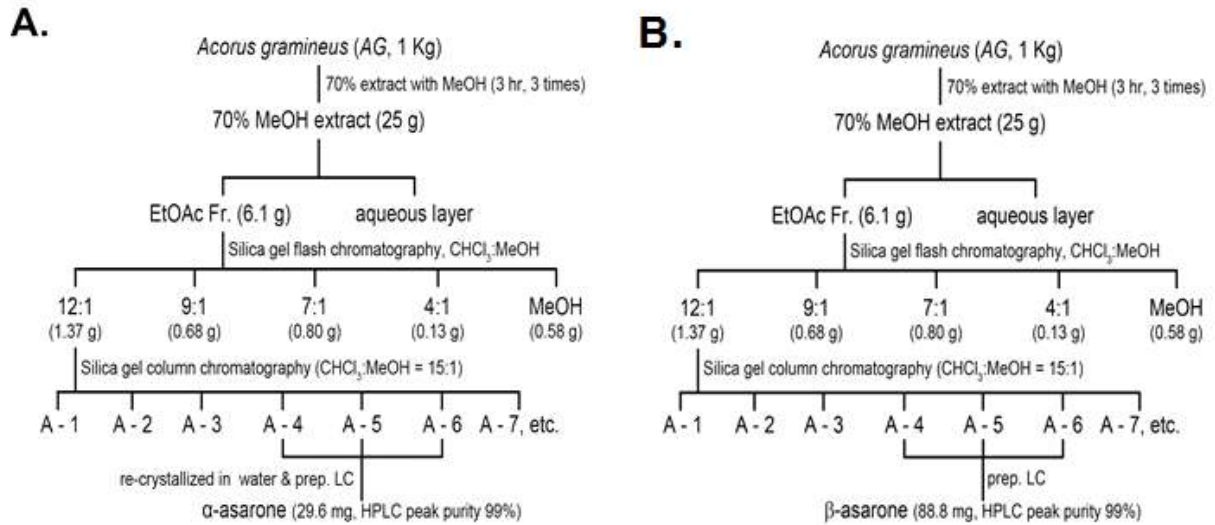 A.
Acorus gramineus (AG, 1 Kg)
70% extract with MeOH (3 hr, 3 times)
70% MeOH extract (25 g)
EtOAc Fr. (6.1 g) aqueous layer
Silica gel flash chromatography, CHCl₃:MeOH
12:1 9:1 7:1 4:1 MeOH
(1.37 g) (0.68 g) (0.80 g) (0.13 g) (0.58 g)
Silica gel column chromatography (CHCl₃:MeOH = 15:1)
A - 1 A - 2 A - 3 A - 4 A - 5 A - 6 A - 7, etc.
re-crystallized in water & prep. LC
α-asarone (29.6 mg, HPLC peak purity 99%)
B.
Acorus gramineus (AG, 1 Kg)
70% extract with MeOH (3 hr, 3 times)
70% MeOH extract (25 g)
EtOAc Fr. (6.1 g) aqueous layer
Silica gel flash chromatography, CHCl₃:MeOH
12:1 9:1 7:1 4:1 MeOH
(1.37 g) (0.68 g) (0.80 g) (0.13 g) (0.58 g)
Silica gel column chromatography (CHCl₃:MeOH = 15:1)
A - 1 A - 2 A - 3 A - 4 A - 5 A - 6 A - 7, etc.
prep. LC
β-asarone (88.8 mg, HPLC peak purity 99%)